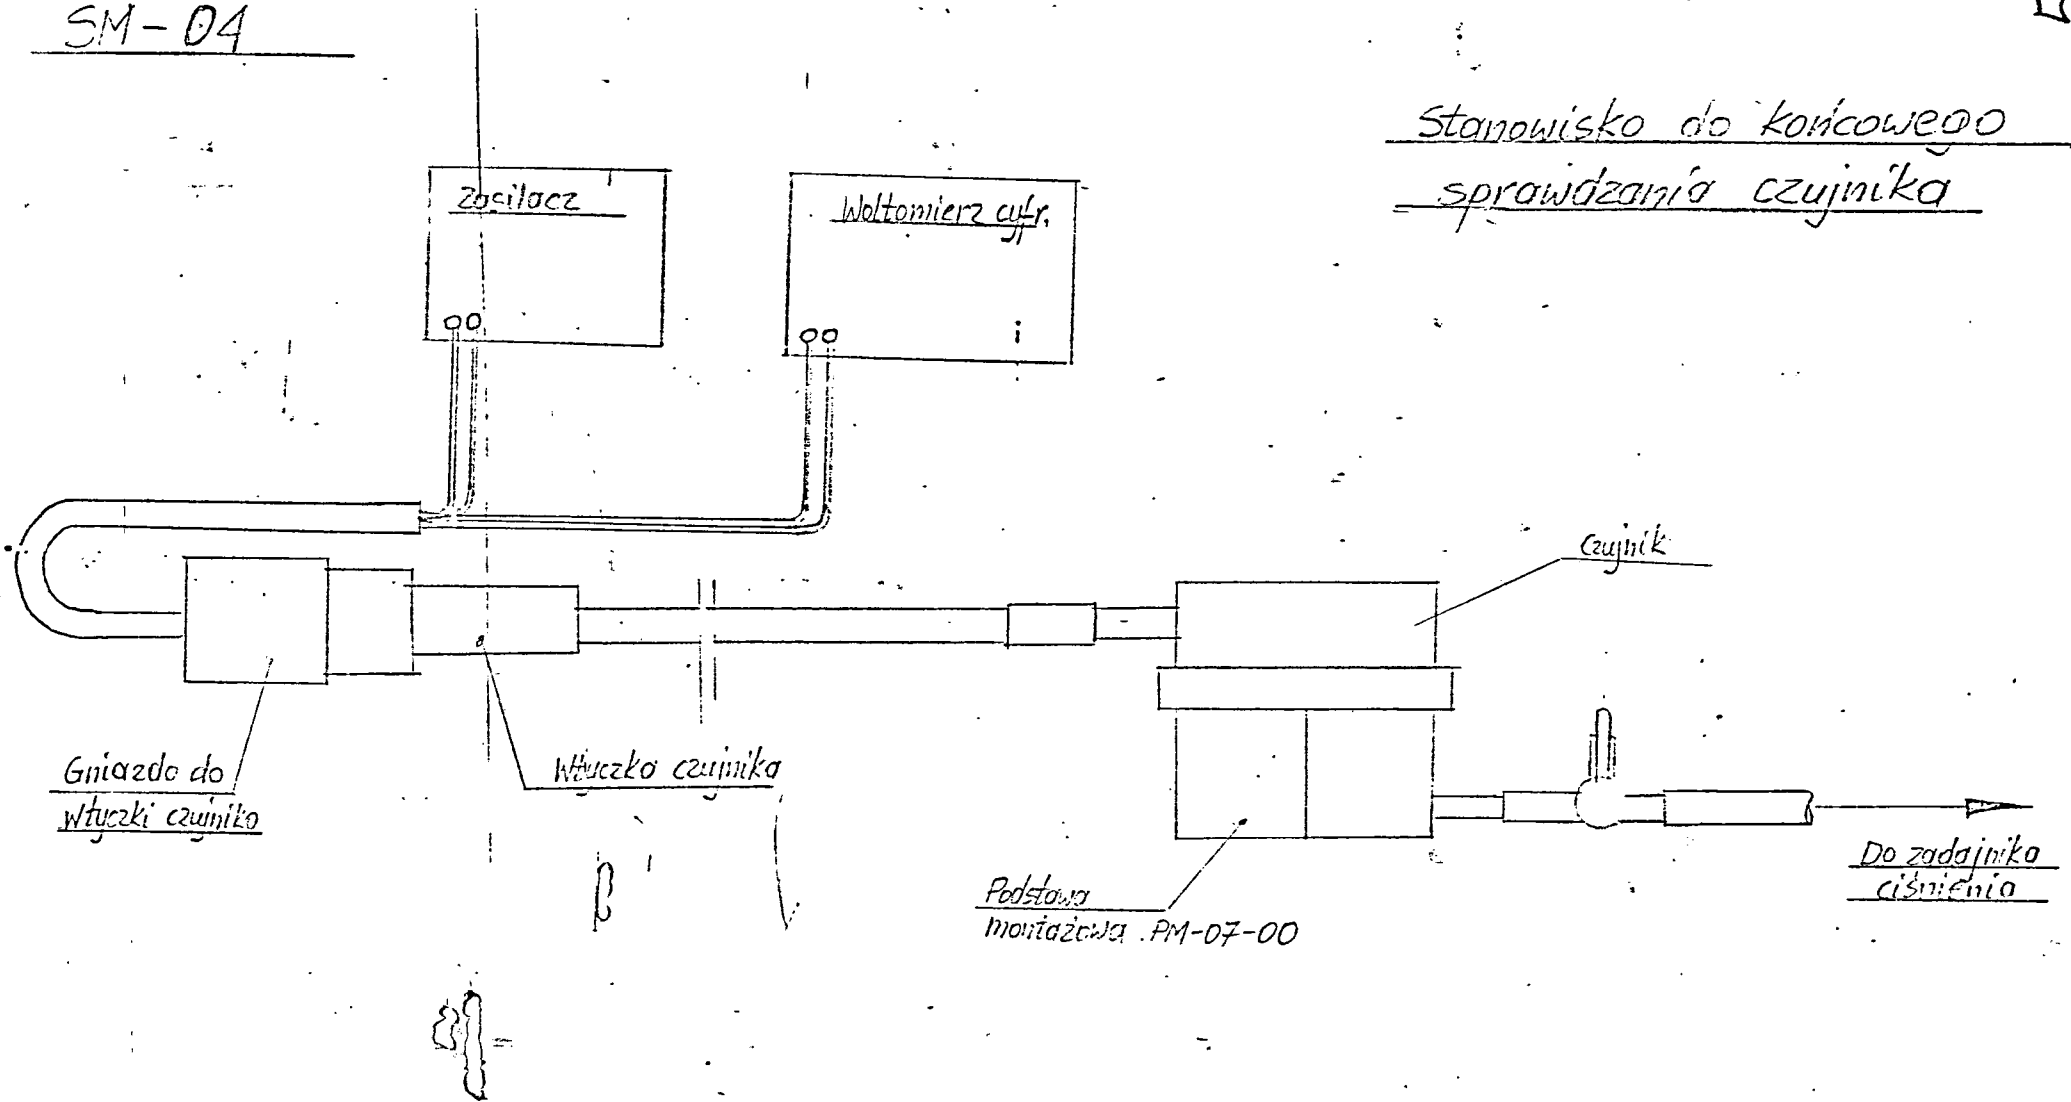 SM-04
Stanowisko do końcowego
sprawdzania czujnika
Zasilacz
Woltomierz cyfr.
Czujnik
Gniazdo do
wtyczki czujnika
Wtyczka czujnika
Podstawa
montażowa PM-07-00
Do zadajnika
ciśnienia